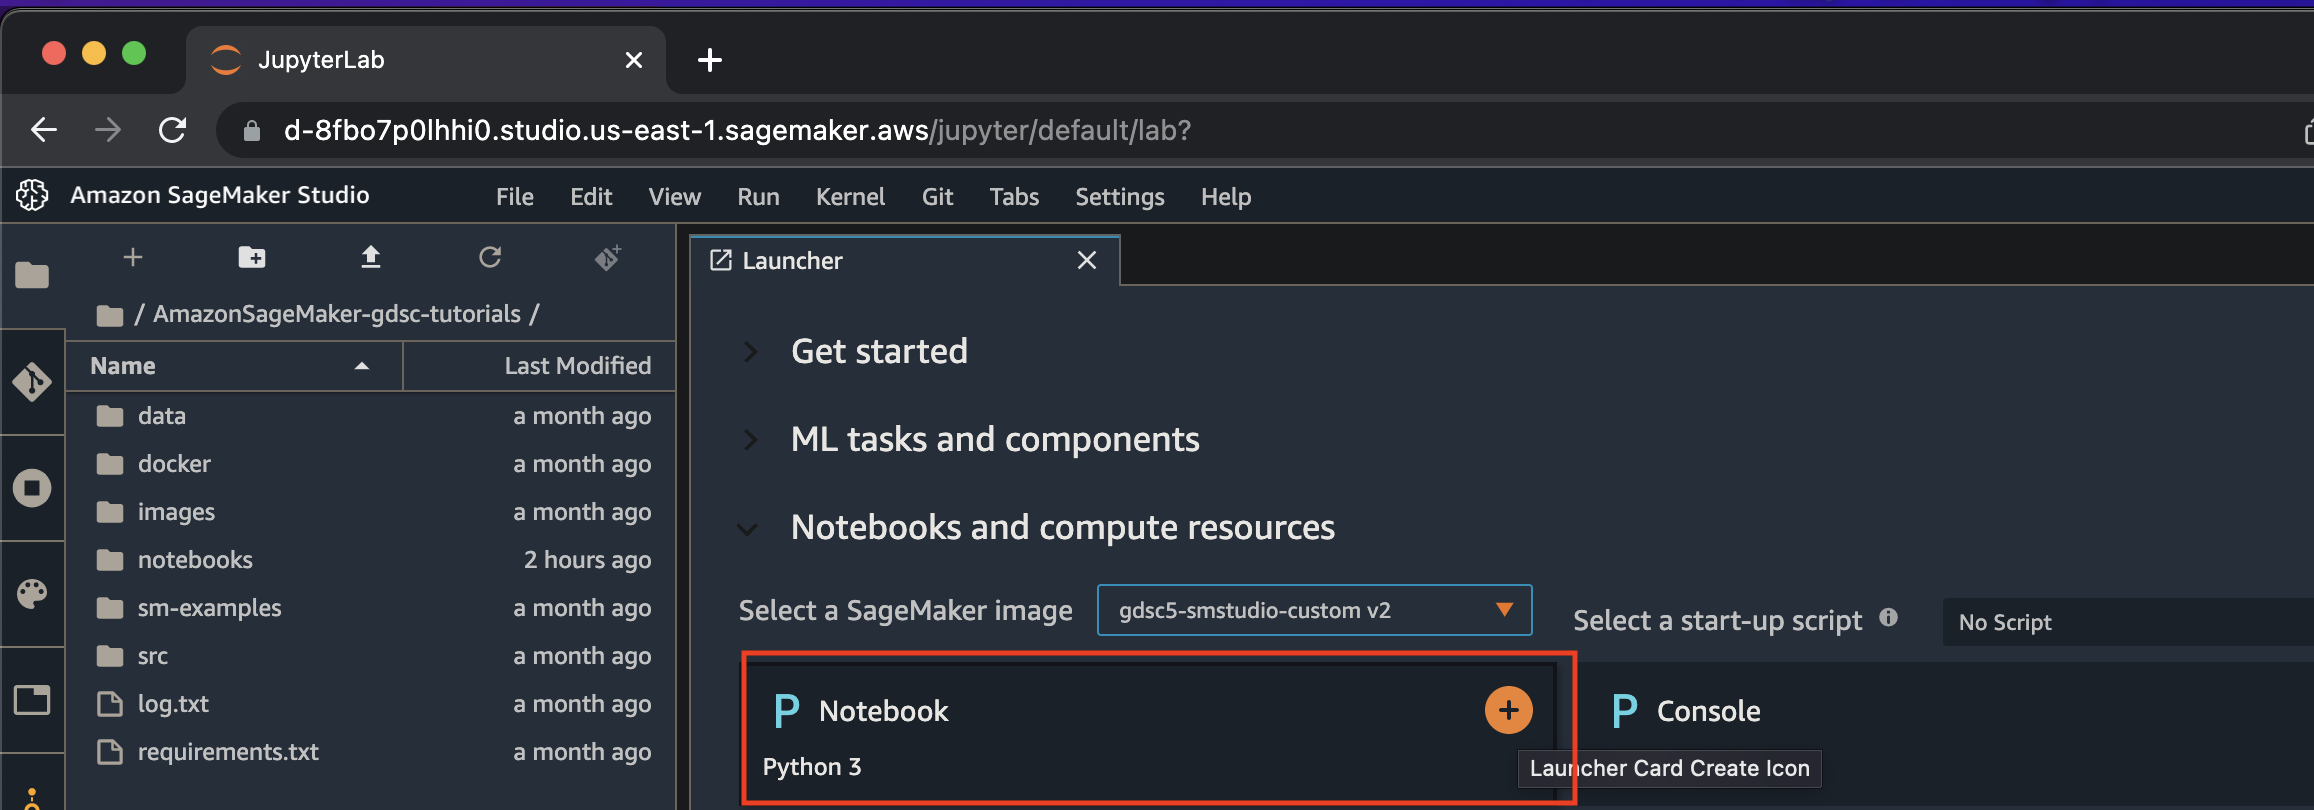 JupyterLab
d-8fbo7p0lhhi0.studio.us-east-1.sagemaker.aws/jupyter/default/lab?
Amazon SageMaker Studio File Edit View Run Kernel Git Tabs Settings Help
Launcher
/ AmazonSageMaker-gdsc-tutorials /
Name Last Modified
data a month ago
docker a month ago
images a month ago
notebooks 2 hours ago
sm-examples a month ago
src a month ago
log.txt a month ago
requirements.txt a month ago
Get started
ML tasks and components
Notebooks and compute resources
Select a SageMaker image gdsc5-smstudio-custom v2 Select a start-up script No Script
P Notebook
Python 3
P Console
Launcher Card Create Icon